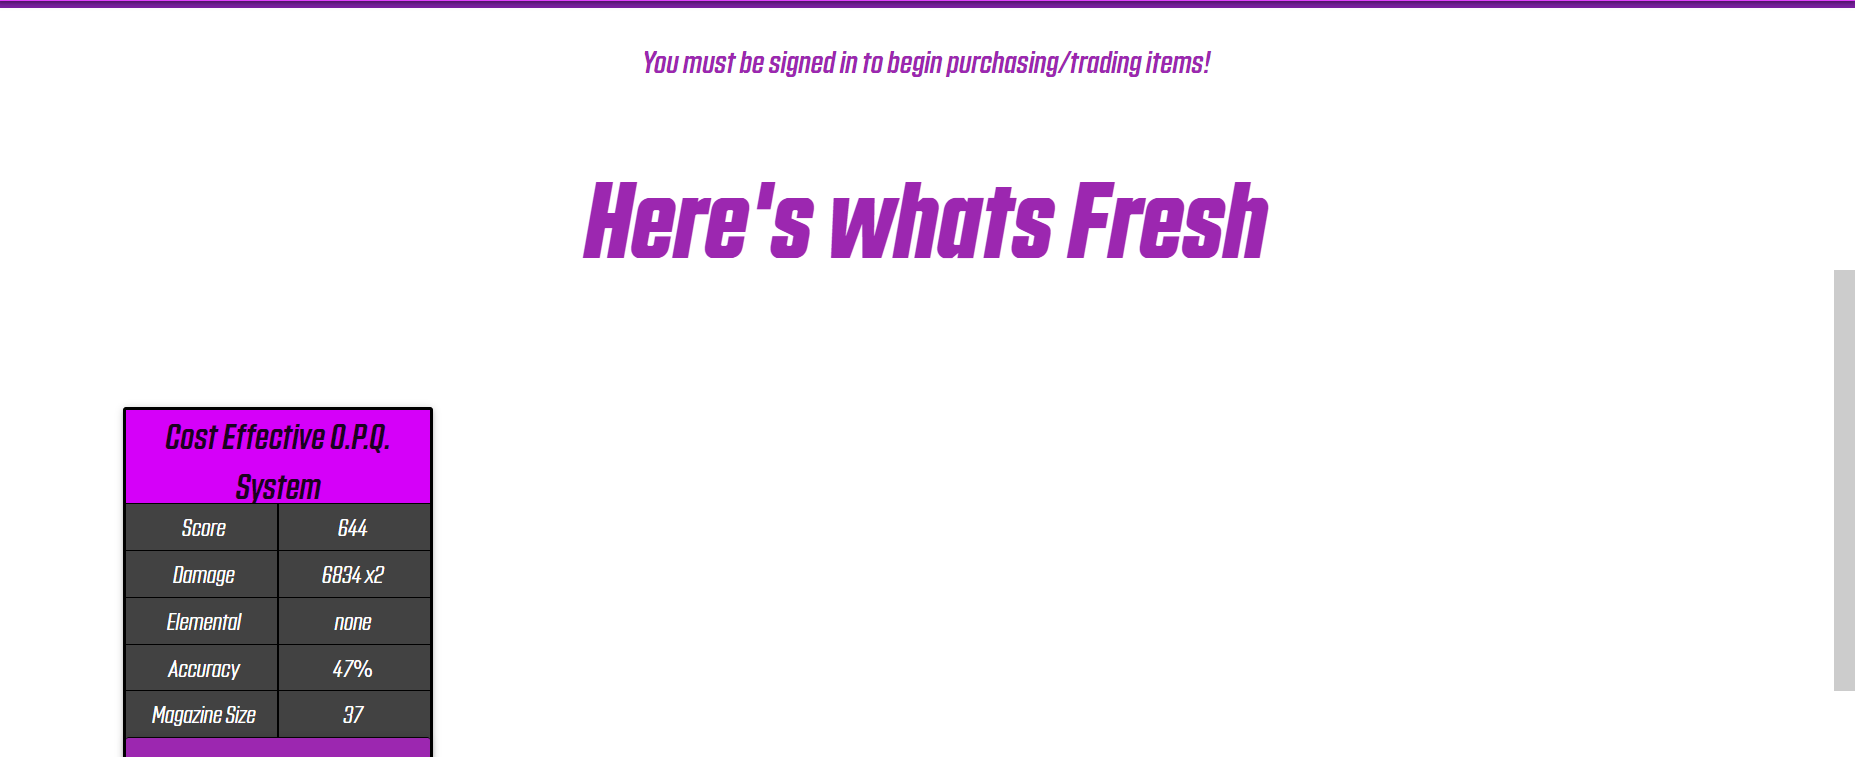 You must be signed in to begin purchasing/trading items!
Here's whats Fresh
Cost Effective O.P.Q.
System
Score 644
Damage 6834 x2
Elemental none
Accuracy 47%
Magazine Size 37